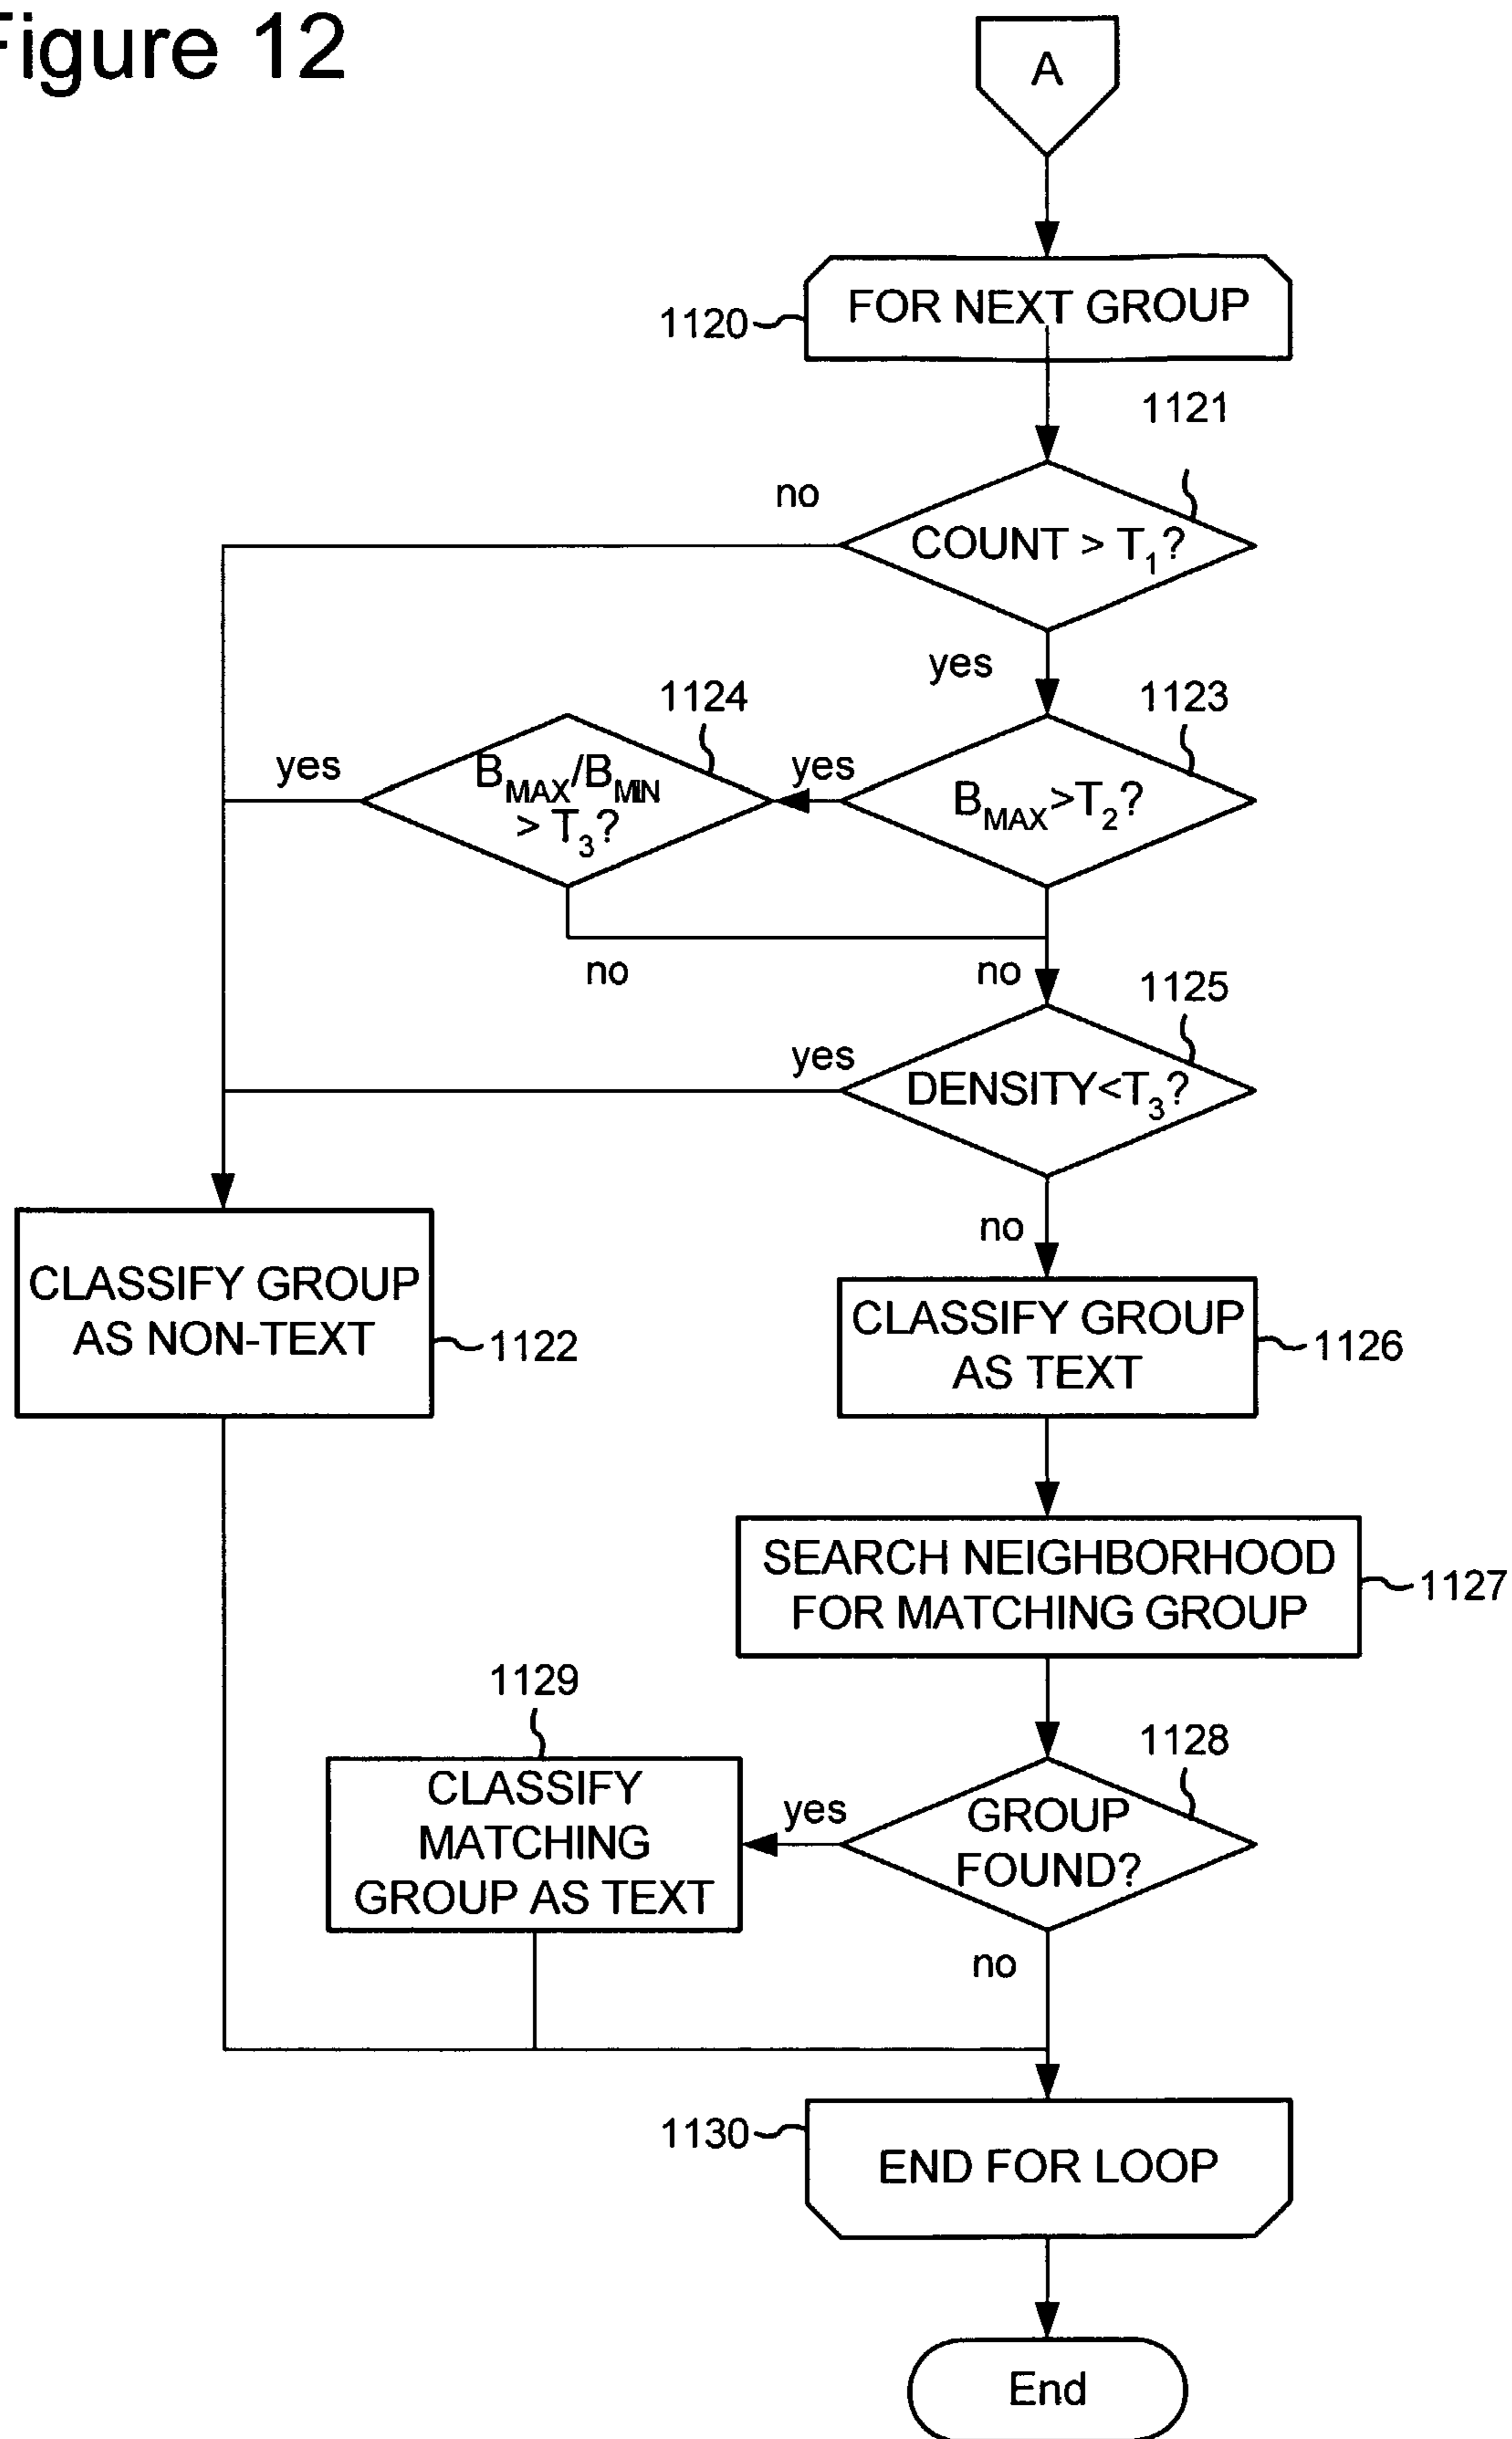 Figure 12
A
FOR NEXT GROUP
1120
1121
no
COUNT > T1?
yes
1124
1123
yes
BMAX/BMIN
> T3?
yes
BMAX>T2?
no
no
1125
yes
DENSITY<T3?
no
CLASSIFY GROUP
AS NON-TEXT
1122
CLASSIFY GROUP
AS TEXT
1126
SEARCH NEIGHBORHOOD
FOR MATCHING GROUP
1127
1129
1128
CLASSIFY
MATCHING
GROUP AS TEXT
yes
GROUP
FOUND?
no
1130
END FOR LOOP
End